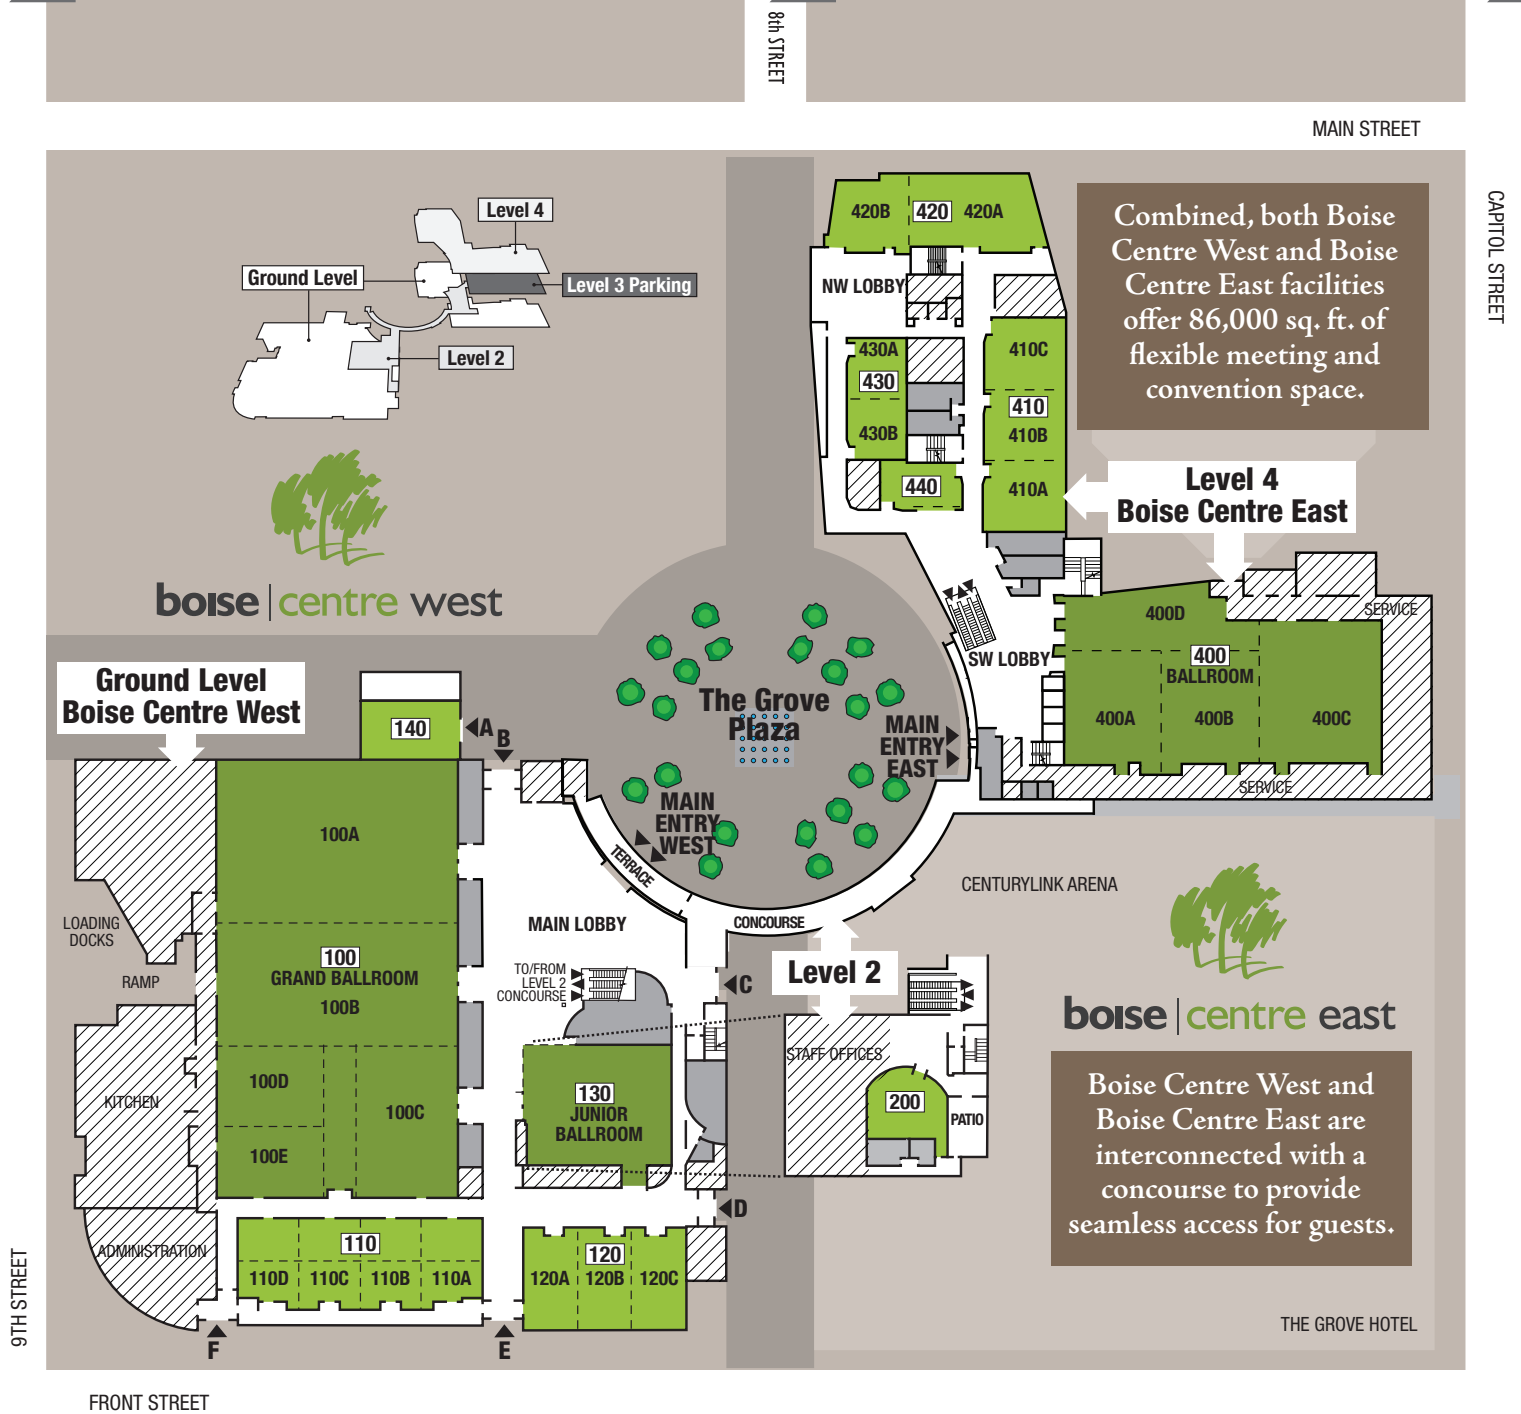 8th STREET
MAIN STREET
CAPITOL STREET
Level 4
Ground Level
Level 3 Parking
Level 2
boise | centre west
420B
420
420A
NW LOBBY
430A
430
430B
440
410C
410
410B
410A
Combined, both Boise
Centre West and Boise
Centre East facilities
offer 86,000 sq. ft. of
flexible meeting and
convention space.
Level 4
Boise Centre East
SERVICE
400D
400
BALLROOM
400A
400B
400C
SERVICE
SW LOBBY
The Grove
Plaza
MAIN
ENTRY
EAST
MAIN
ENTRY
WEST
TERRACE
CONCOURSE
Ground Level
Boise Centre West
140
A
B
100A
100
GRAND BALLROOM
100B
100D
100C
100E
LOADING
DOCKS
RAMP
KITCHEN
ADMINISTRATION
MAIN LOBBY
TO/FROM
LEVEL 2
CONCOURSE
C
130
JUNIOR
BALLROOM
D
110
110D
110C
110B
110A
120
120A
120B
120C
F
E
Level 2
STAFF OFFICES
200
PATIO
CENTURYLINK ARENA
boise | centre east
Boise Centre West and
Boise Centre East are
interconnected with a
concourse to provide
seamless access for guests.
THE GROVE HOTEL
9TH STREET
FRONT STREET